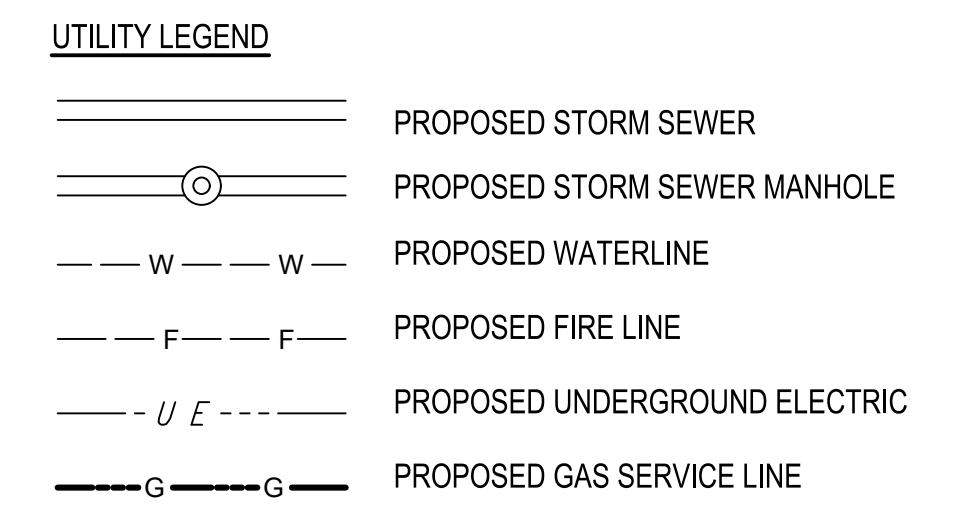 UTILITY LEGEND
PROPOSED STORM SEWER
PROPOSED STORM SEWER MANHOLE
W W PROPOSED WATERLINE
F F PROPOSED FIRE LINE
U E PROPOSED UNDERGROUND ELECTRIC
G G PROPOSED GAS SERVICE LINE